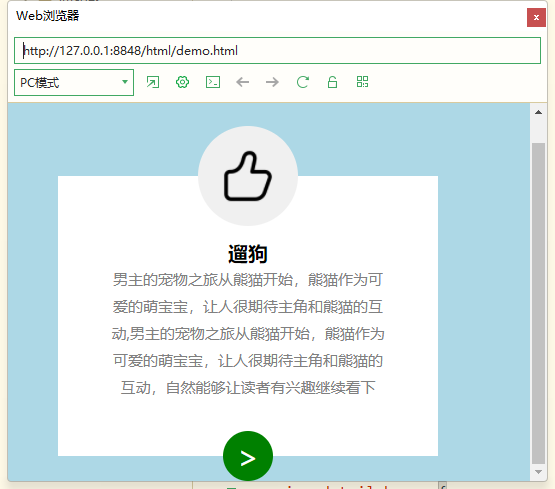 Web浏览器
http://127.0.0.1:8848/html/demo.html
PC模式
遛狗
男主的宠物之旅从熊猫开始，熊猫作为可
爱的萌宝宝，让人很期待主角和熊猫的互
动,男主的宠物之旅从熊猫开始，熊猫作为
可爱的萌宝宝，让人很期待主角和熊猫的
互动，自然能够让读者有兴趣继续看下
>